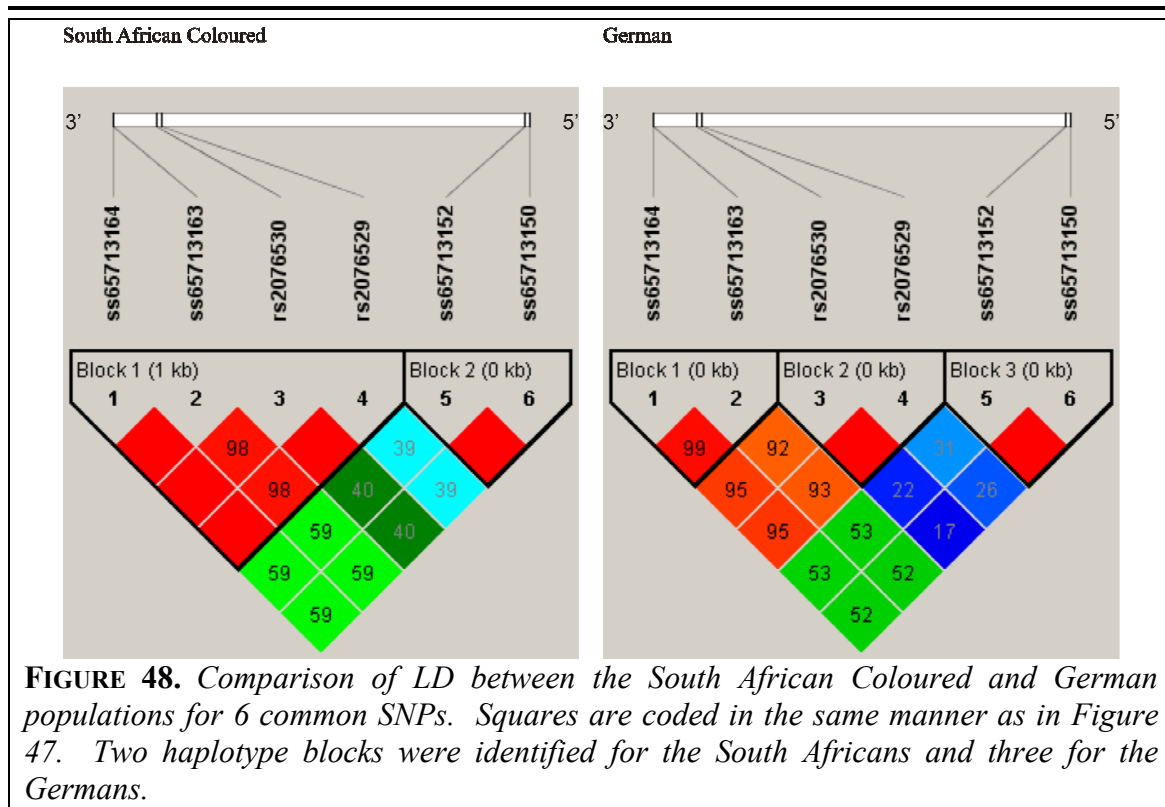 South African Coloured
German
3'
5'
3'
5'
ss65713164
ss65713163
rs2076530
rs2076529
ss65713152
ss65713150
ss65713164
ss65713163
rs2076530
rs2076529
ss65713152
ss65713150
Block 1 (1 kb)
Block 2 (0 kb)
1 2 3 4 5 6
98 39
98 40 39
59 40
59 59
59
Block 1 (0 kb)
Block 2 (0 kb)
Block 3 (0 kb)
1 2 3 4 5 6
99 92 31
95 93 22 26
95 53 17
53 52
52
FIGURE 48. Comparison of LD between the South African Coloured and German
populations for 6 common SNPs. Squares are coded in the same manner as in Figure
47. Two haplotype blocks were identified for the South Africans and three for the
Germans.